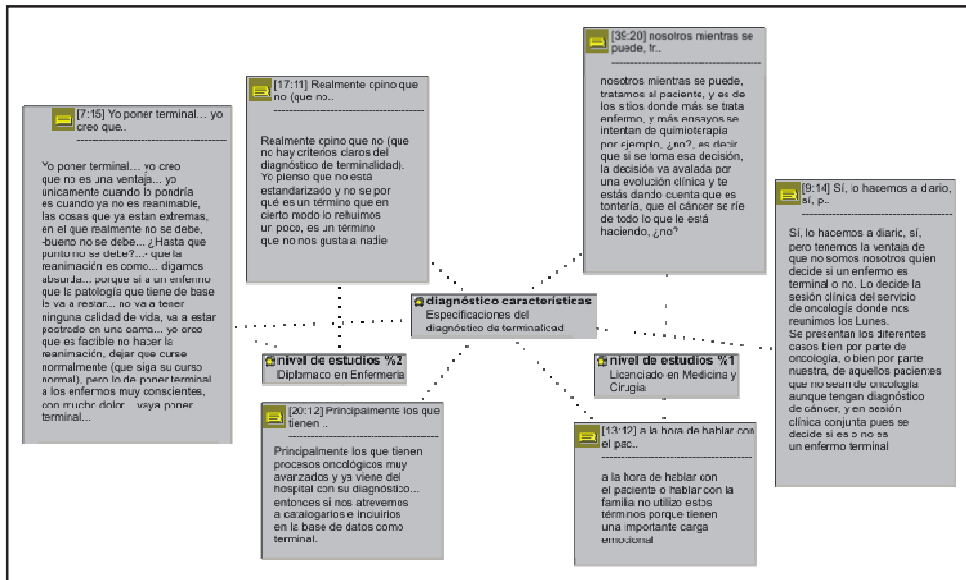 [7:15] Yo poner terminal... yo
creo que..
Yo poner terminal.... yo creo
que no es una ventaja... yo
unicamente cuando lo pondría
es cuando ya no es reanimable,
las cosas que ya estan extremas,
en el que realmente no se debe,
-bueno no se debe... ¿Hasta que
punto no se debe?...- que la
reanimación es como... digamos
absurda... porque si a un enfermo
que la patología que tiene de base
le va a restar... no va a tener
ninguna calidad de vida, va a estar
postrado en una cama... yo creo
que es factible no hacer la
reanimación, dejar que curse
normalmente (que siga su curso
normal), pero lo de poner terminal
a los enfermos muy conscientes,
con mucho dolor... vaya poner
terminal...
[17:11] Realmente opino que
no (que no..
Realmente opino que no (que
no hay criterios claros del
diagnóstico de terminalidad).
Yo pienso que no está
estandarizado y no se por
qué es un término que en
cierto modo lo rehuimos
un poco, es un término
que no nos gusta a nadie
[39:20] nosotros mientras se
puede, tr..
nosotros mientras se puede,
tratamos al paciente, y es de
los sitios donde más se trata
enfermo, y más ensayos se
intentan de quimioterapia
por ejemplo, ¿no?, es decir
que si se toma esa decisión,
la decisión va avalada por
una evolución clínica y te
estás dando cuenta que es
tontería, que el cáncer se ríe
de todo lo que le está
haciendo, ¿no?
[9:14] Sí, lo hacemos a diario,
sí, p..
Sí, lo hacemos a diario, sí,
pero tenemos la ventaja de
que no somos nosotros quien
decide si un enfermo es
terminal o no. Lo decide la
sesión clínica del servicio
de oncología donde nos
reunimos los Lunes.
Se presentan los diferentes
casos bien por parte de
oncología, o bien por parte
nuestra, de aquellos pacientes
que no sean de oncología
aunque tengan diagnóstico
de cáncer, y en sesión
clínica conjunta pues se
decide si es o no es
un enfermo terminal
diagnóstico características
Especificaciones del
diagnóstico de terminalidad
nivel de estudios %2
Diplomado en Enfermería
nivel de estudios %1
Licenciado en Medicina y
Cirugía
[20:12] Principalmente los que
tienen ..
Principalmente los que tienen
procesos oncológicos muy
avanzados y ya viene del
hospital con su diagnóstico....
entonces si nos atrevemos
a catalogarlos e incluirlos
en la base de datos como
terminal.
[13:12] a la hora de hablar con
el pac..
a la hora de hablar con
el paciente o hablar con la
familia no utilizo estos
términos porque tienen
una importante carga
emocional